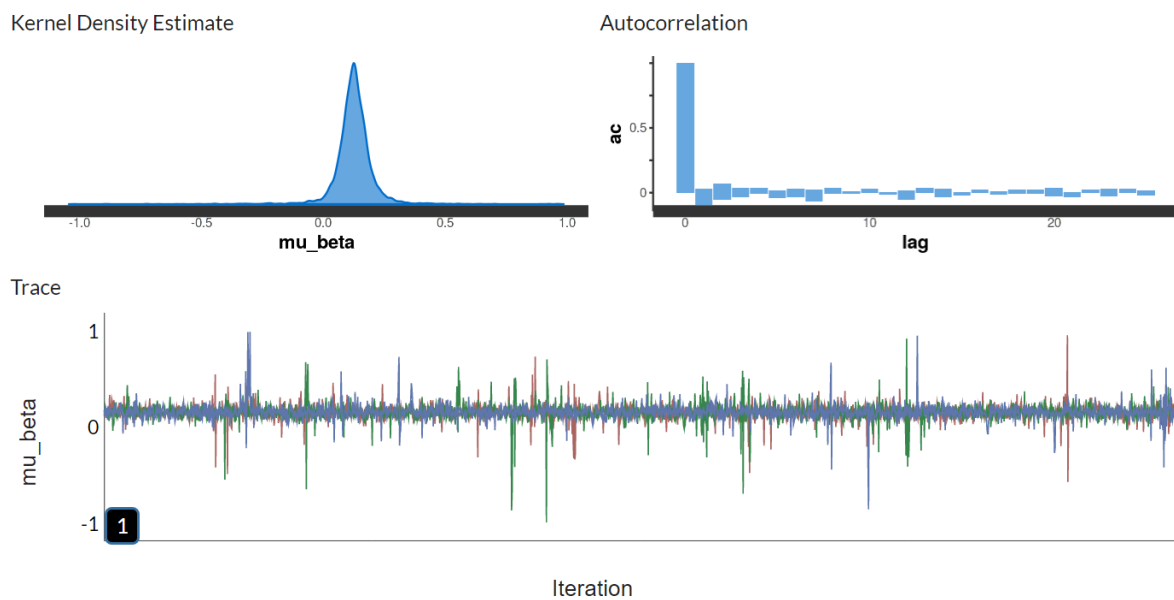 Kernel Density Estimate
-1.0 -0.5 0.0 0.5 1.0
mu_beta
Autocorrelation
ac
0.5
0
0 10 20
lag
Trace
mu_beta
1
0
-1
1
Iteration